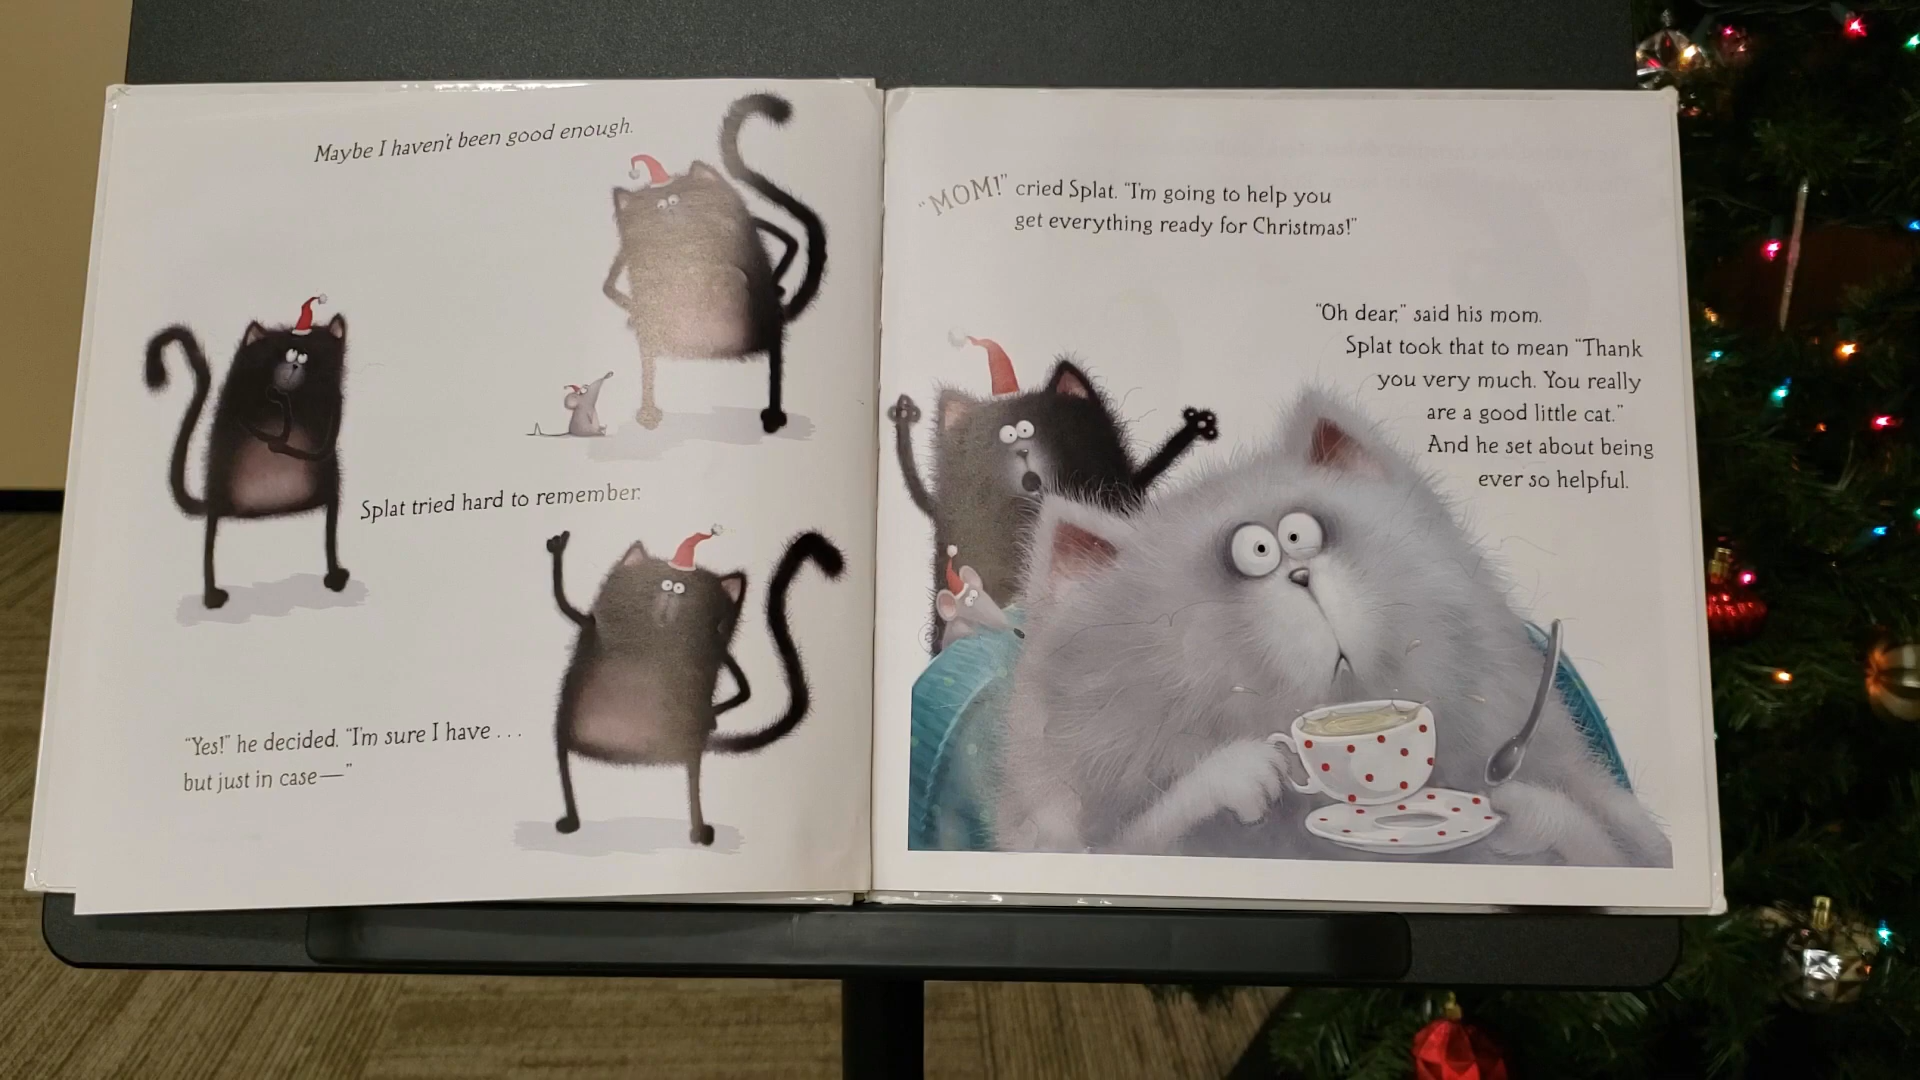 Maybe I haven't been good enough.
Splat tried hard to remember.
"Yes!" he decided. "I'm sure I have . . .
but just in case—"
"MOM!" cried Splat. "I'm going to help you
get everything ready for Christmas!"
"Oh dear," said his mom.
Splat took that to mean "Thank
you very much. You really
are a good little cat."
And he set about being
ever so helpful.